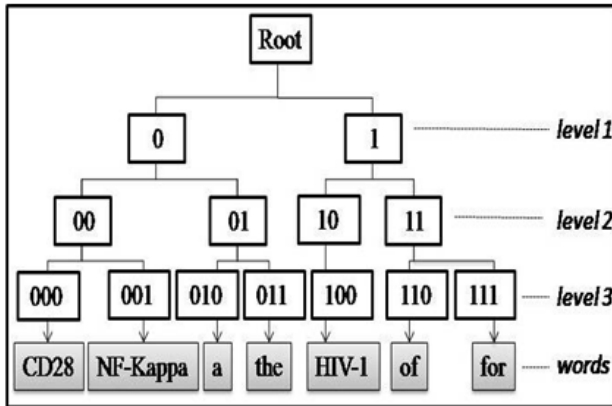 Root
0 1 level 1
00 01 10 11 level 2
000 001 010 011 100 110 111 level 3
CD28 NF-Kappa a the HIV-1 of for words